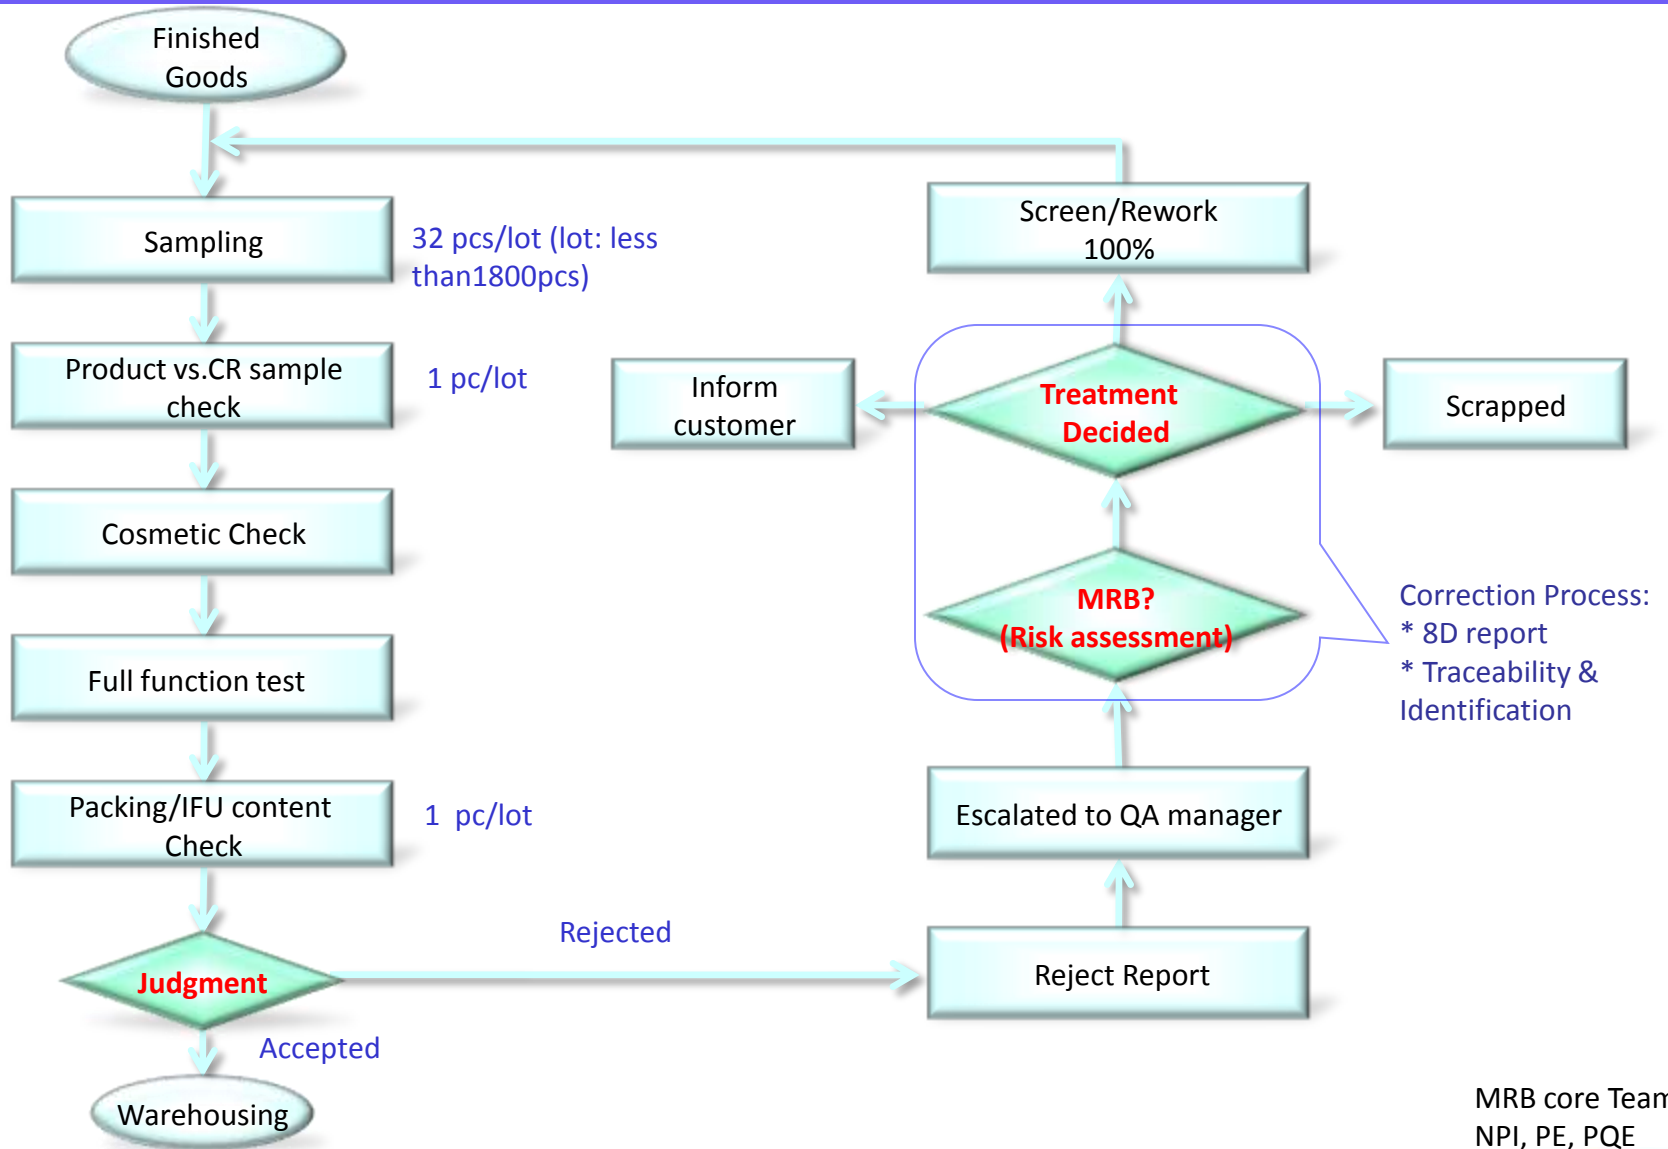 Finished
Goods
Sampling
32 pcs/lot (lot: less
than1800pcs)
Product vs.CR sample
check
1 pc/lot
Cosmetic Check
Full function test
Packing/IFU content
Check
1 pc/lot
Judgment
Rejected
Accepted
Warehousing
Screen/Rework
100%
Inform
customer
Treatment
Decided
Scrapped
MRB?
(Risk assessment)
Correction Process:
* 8D report
* Traceability &
Identification
Escalated to QA manager
Reject Report
MRB core Team
NPI, PE, PQE